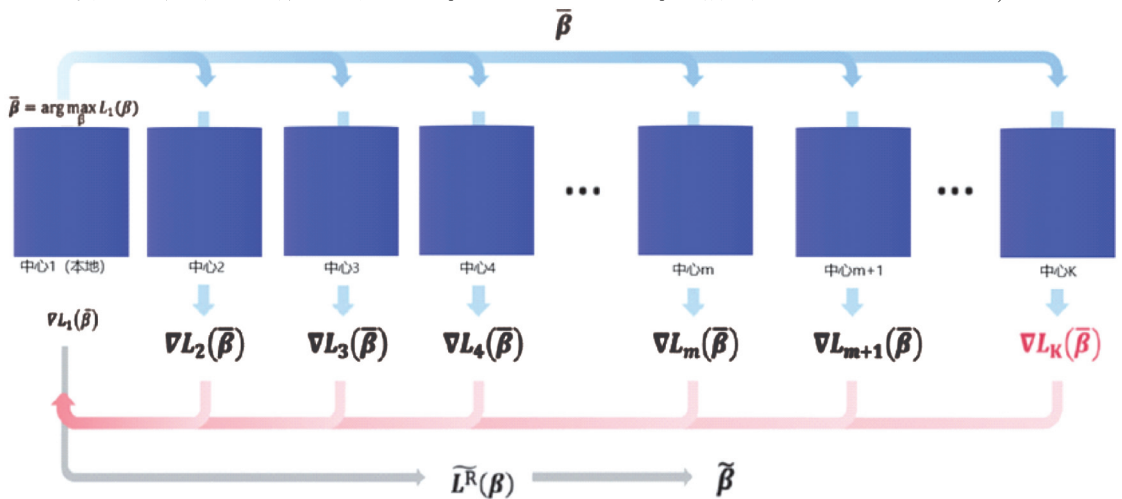 β̄
β̄ = arg max L₁(β)
β
中心1（本地）
中心2
中心3
中心4
•••
中心m
中心m+1
•••
中心K
∇L₁(β̄)
∇L₂(β̄)
∇L₃(β̄)
∇L₄(β̄)
∇Lₘ(β̄)
∇Lₘ₊₁(β̄)
∇L_K(β̄)
L̃ᴿ(β)
β̃